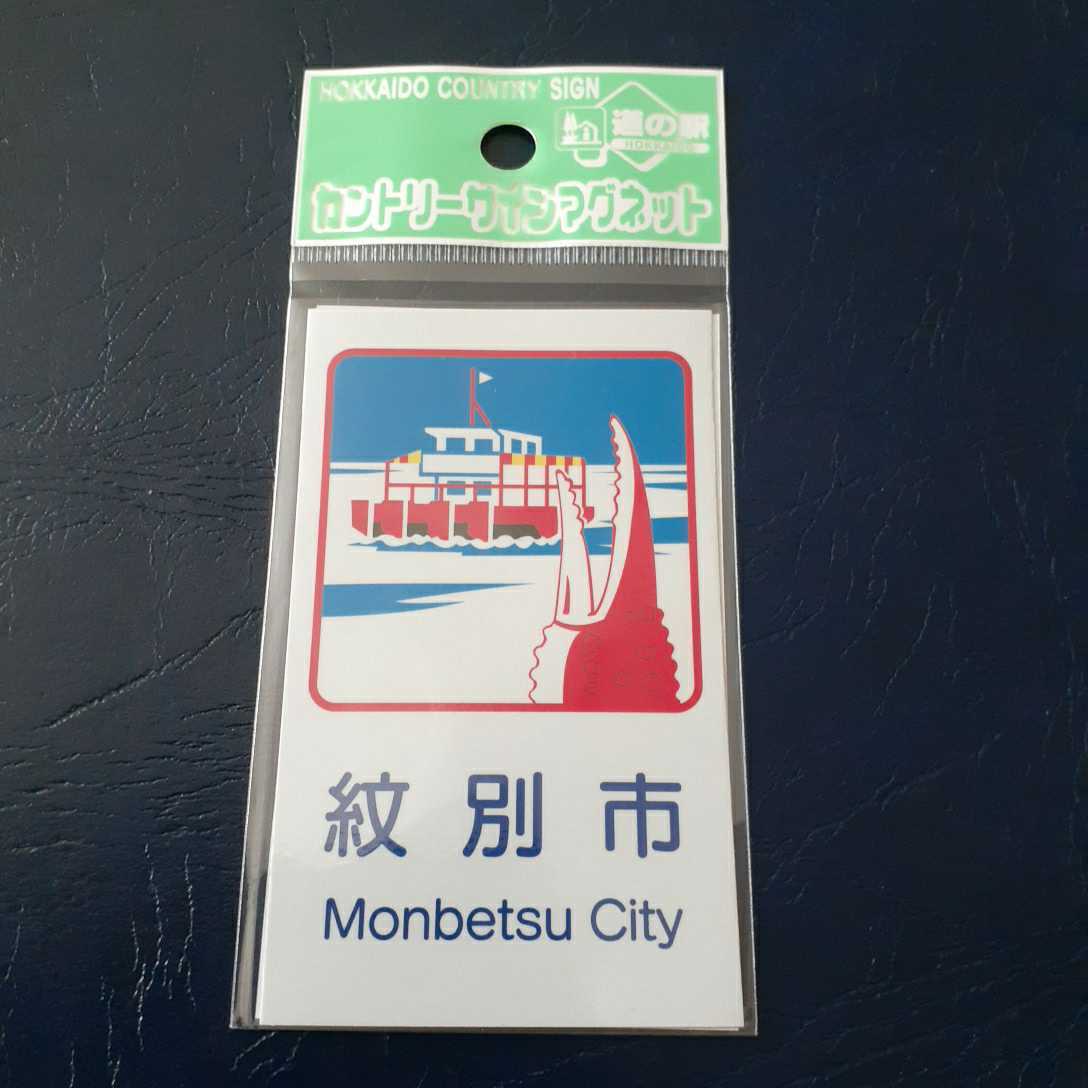 HOKKAIDO COUNTRY SIGN
道の駅
HOKKAIDO
カントリーサインマグネット
紋別市
Monbetsu City